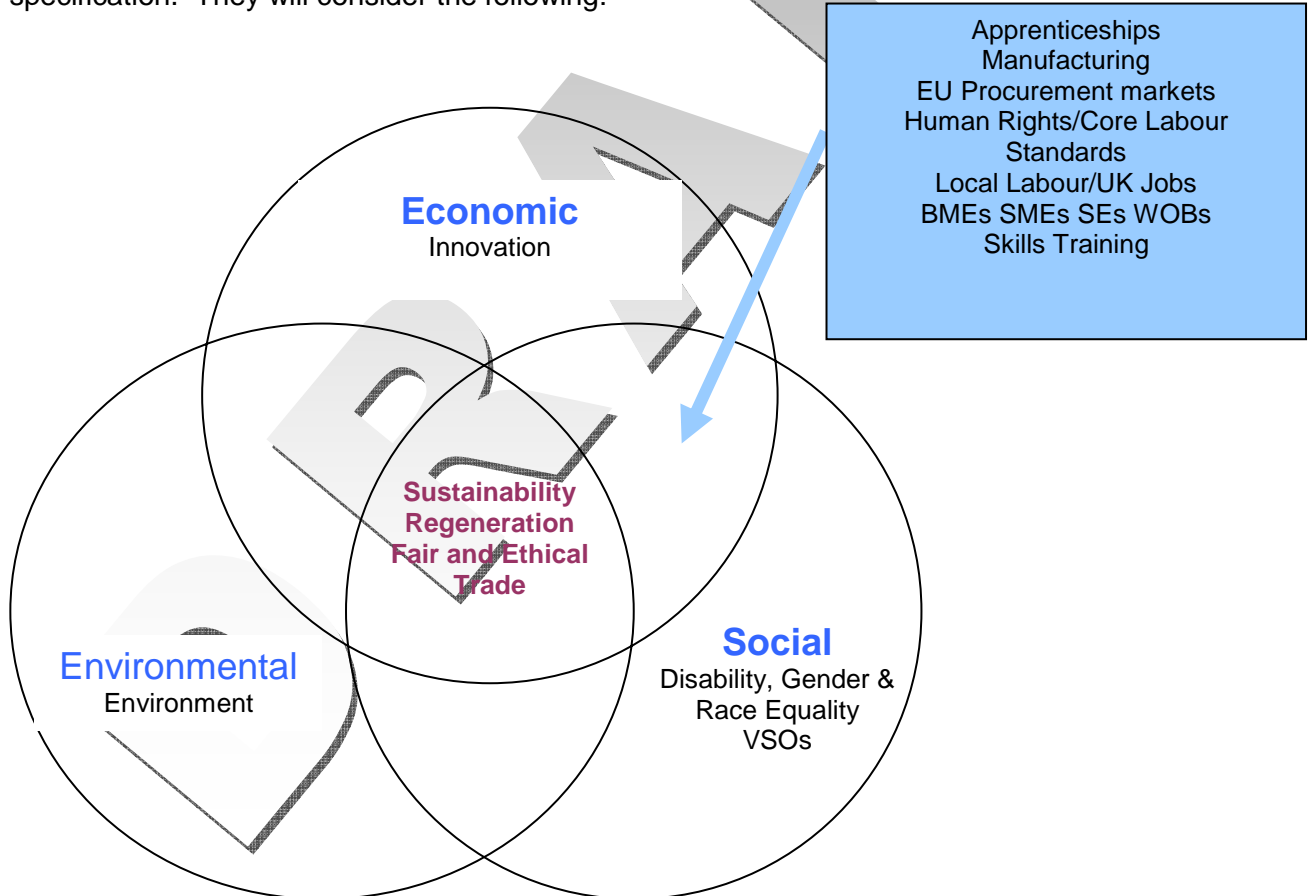 specification. They will consider the following:
Apprenticeships
Manufacturing
EU Procurement markets
Human Rights/Core Labour
Standards
Local Labour/UK Jobs
BMEs SMEs SEs WOBs
Skills Training
Economic
Innovation
Sustainability
Regeneration
Fair and Ethical
Trade
Environmental
Environment
Social
Disability, Gender &
Race Equality
VSOs